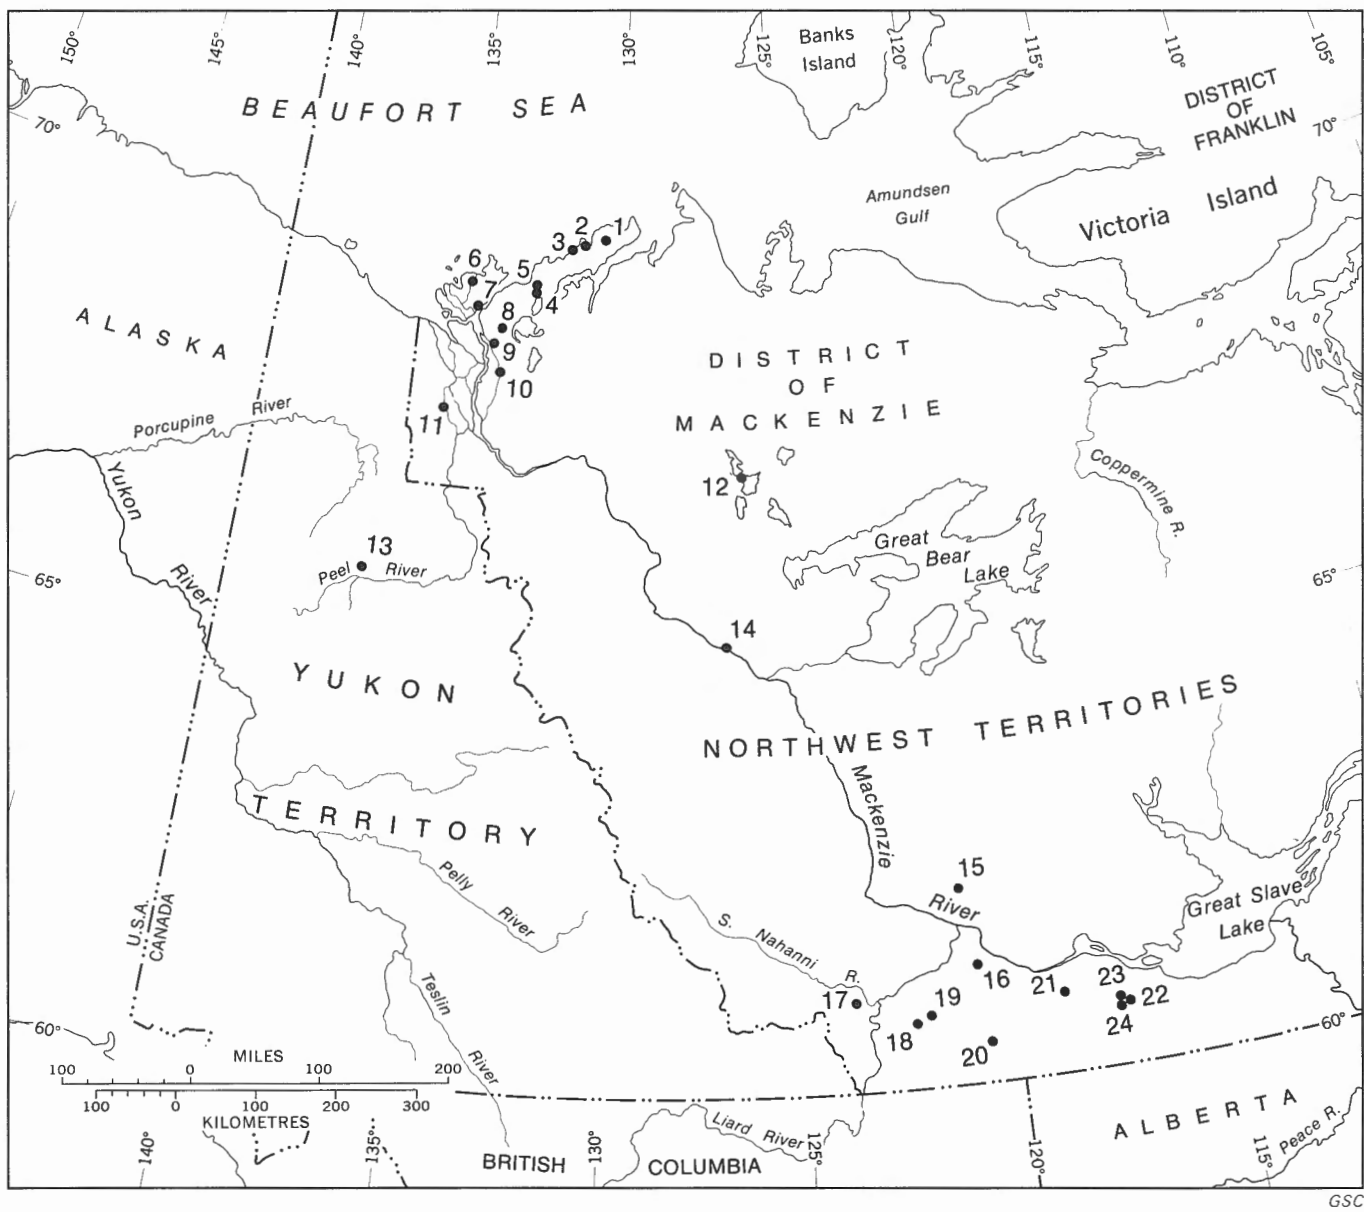 150°
145°
140°
135°
130°
125°
120°
115°
110°
105°
Banks
Island
DISTRICT
OF
FRANKLIN
BEAUFORT SEA
70°
70°
Amundsen
Gulf
Victoria Island
1
2
3
4
5
6
7
8
9
10
11
ALASKA
DISTRICT
OF
MACKENZIE
Porcupine River
Yukon
River
Coppermine R.
12
Great
Bear
Lake
13
Peel River
65°
65°
14
YUKON
TERRITORY
NORTHWEST TERRITORIES
Mackenzie
River
15
Pelly
River
Great Slave
Lake
U.S.A.
CANADA
S. Nahanni R.
Teslin
River
16
17
18
19
20
21
22
23
24
60°
60°
MILES
100 0 100 200
100 0 100 200 300
KILOMETRES
ALBERTA
Peace R.
Liard River
BRITISH COLUMBIA
140°
135°
130°
125°
120°
115°
GSC